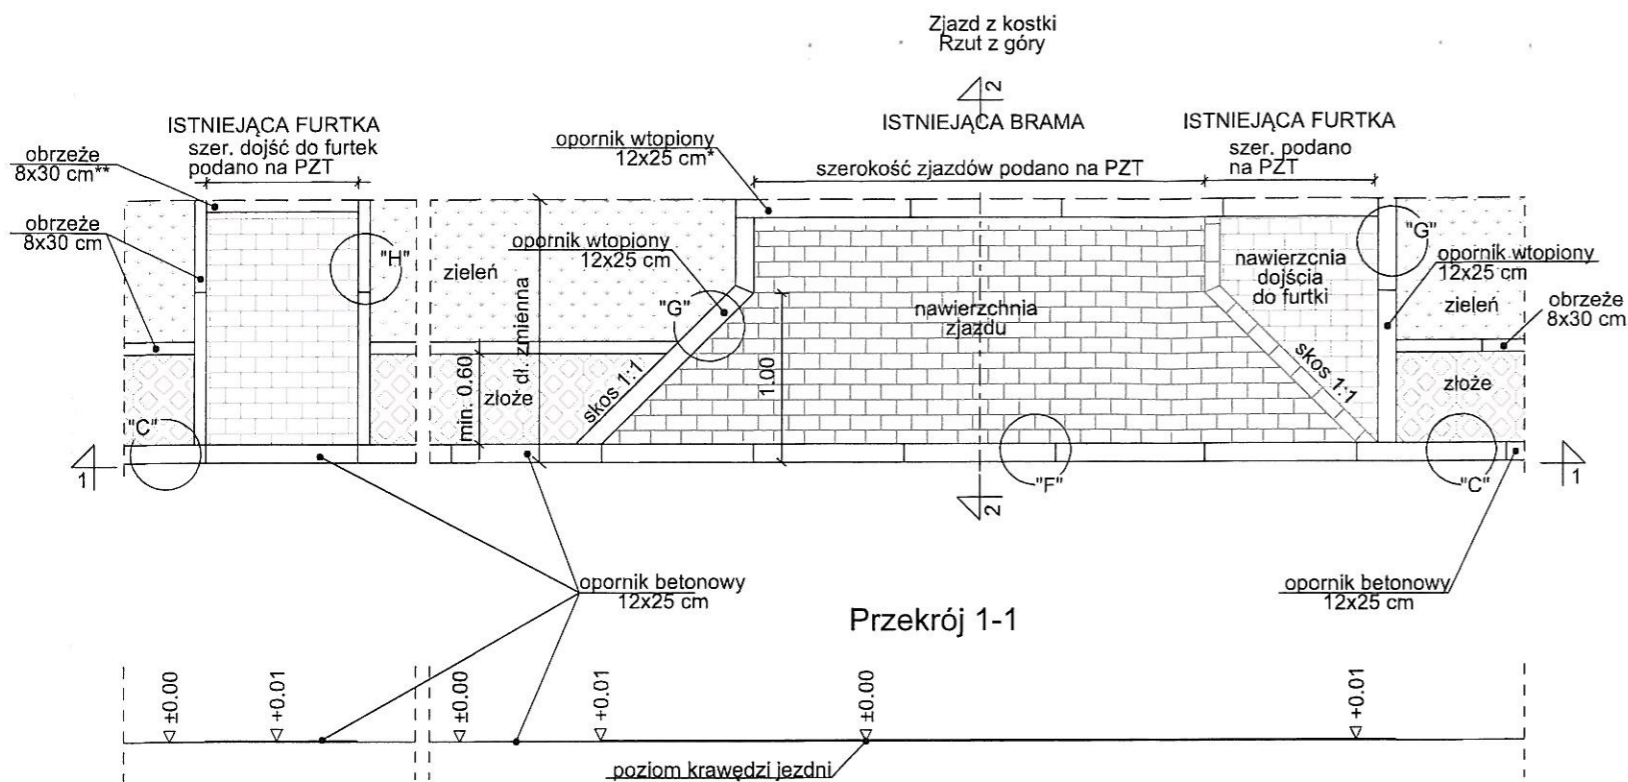 Zjazd z kostki
Rzut z góry
2
ISTNIEJĄCA FURTKA
szer. dojść do furtek
podano na PZT
obrzeże
8x30 cm**
opornik wtopiony
12x25 cm*
ISTNIEJĄCA BRAMA
szerokość zjazdów podano na PZT
ISTNIEJĄCA FURTKA
szer. podano
na PZT
obrzeże
8x30 cm
"H"
zieleń
opornik wtopiony
12x25 cm
"G"
dł. zmienna
nawierzchnia
zjazdu
nawierzcnia
dojścia
do furtki
"G"
opornik wtopiony
12x25 cm
zieleń
obrzeże
8x30 cm
min. 0.60
złoże
skos 1:1
1.00
skos 1:1
złoże
"C"
1
"F"
"C"
1
2
opornik betonowy
12x25 cm
opornik betonowy
12x25 cm
Przekrój 1-1
±0.00
+0.01
±0.00
+0.01
±0.00
+0.01
poziom krawędzi jezdni